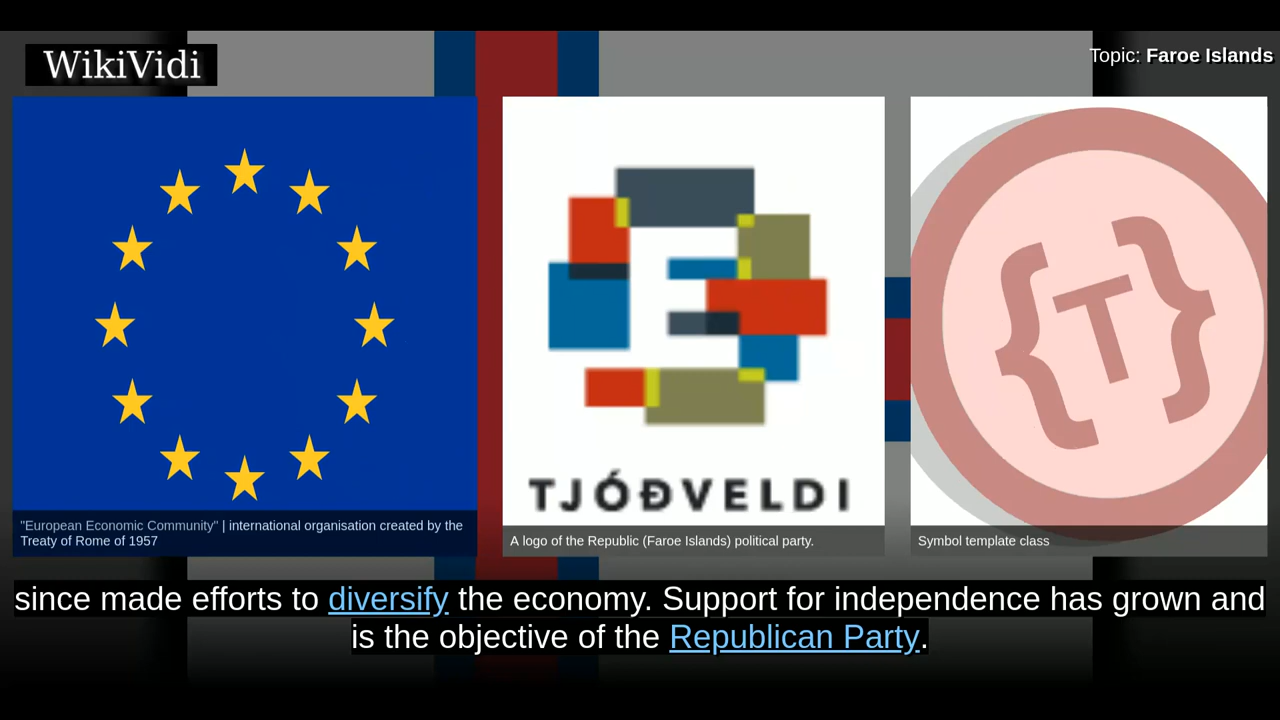 WikiVidi
Topic: Faroe Islands
TJÓÐVELDI
{T}
"European Economic Community" | international organisation created by the
Treaty of Rome of 1957
A logo of the Republic (Faroe Islands) political party.
Symbol template class
since made efforts to diversify the economy. Support for independence has grown and
is the objective of the Republican Party.